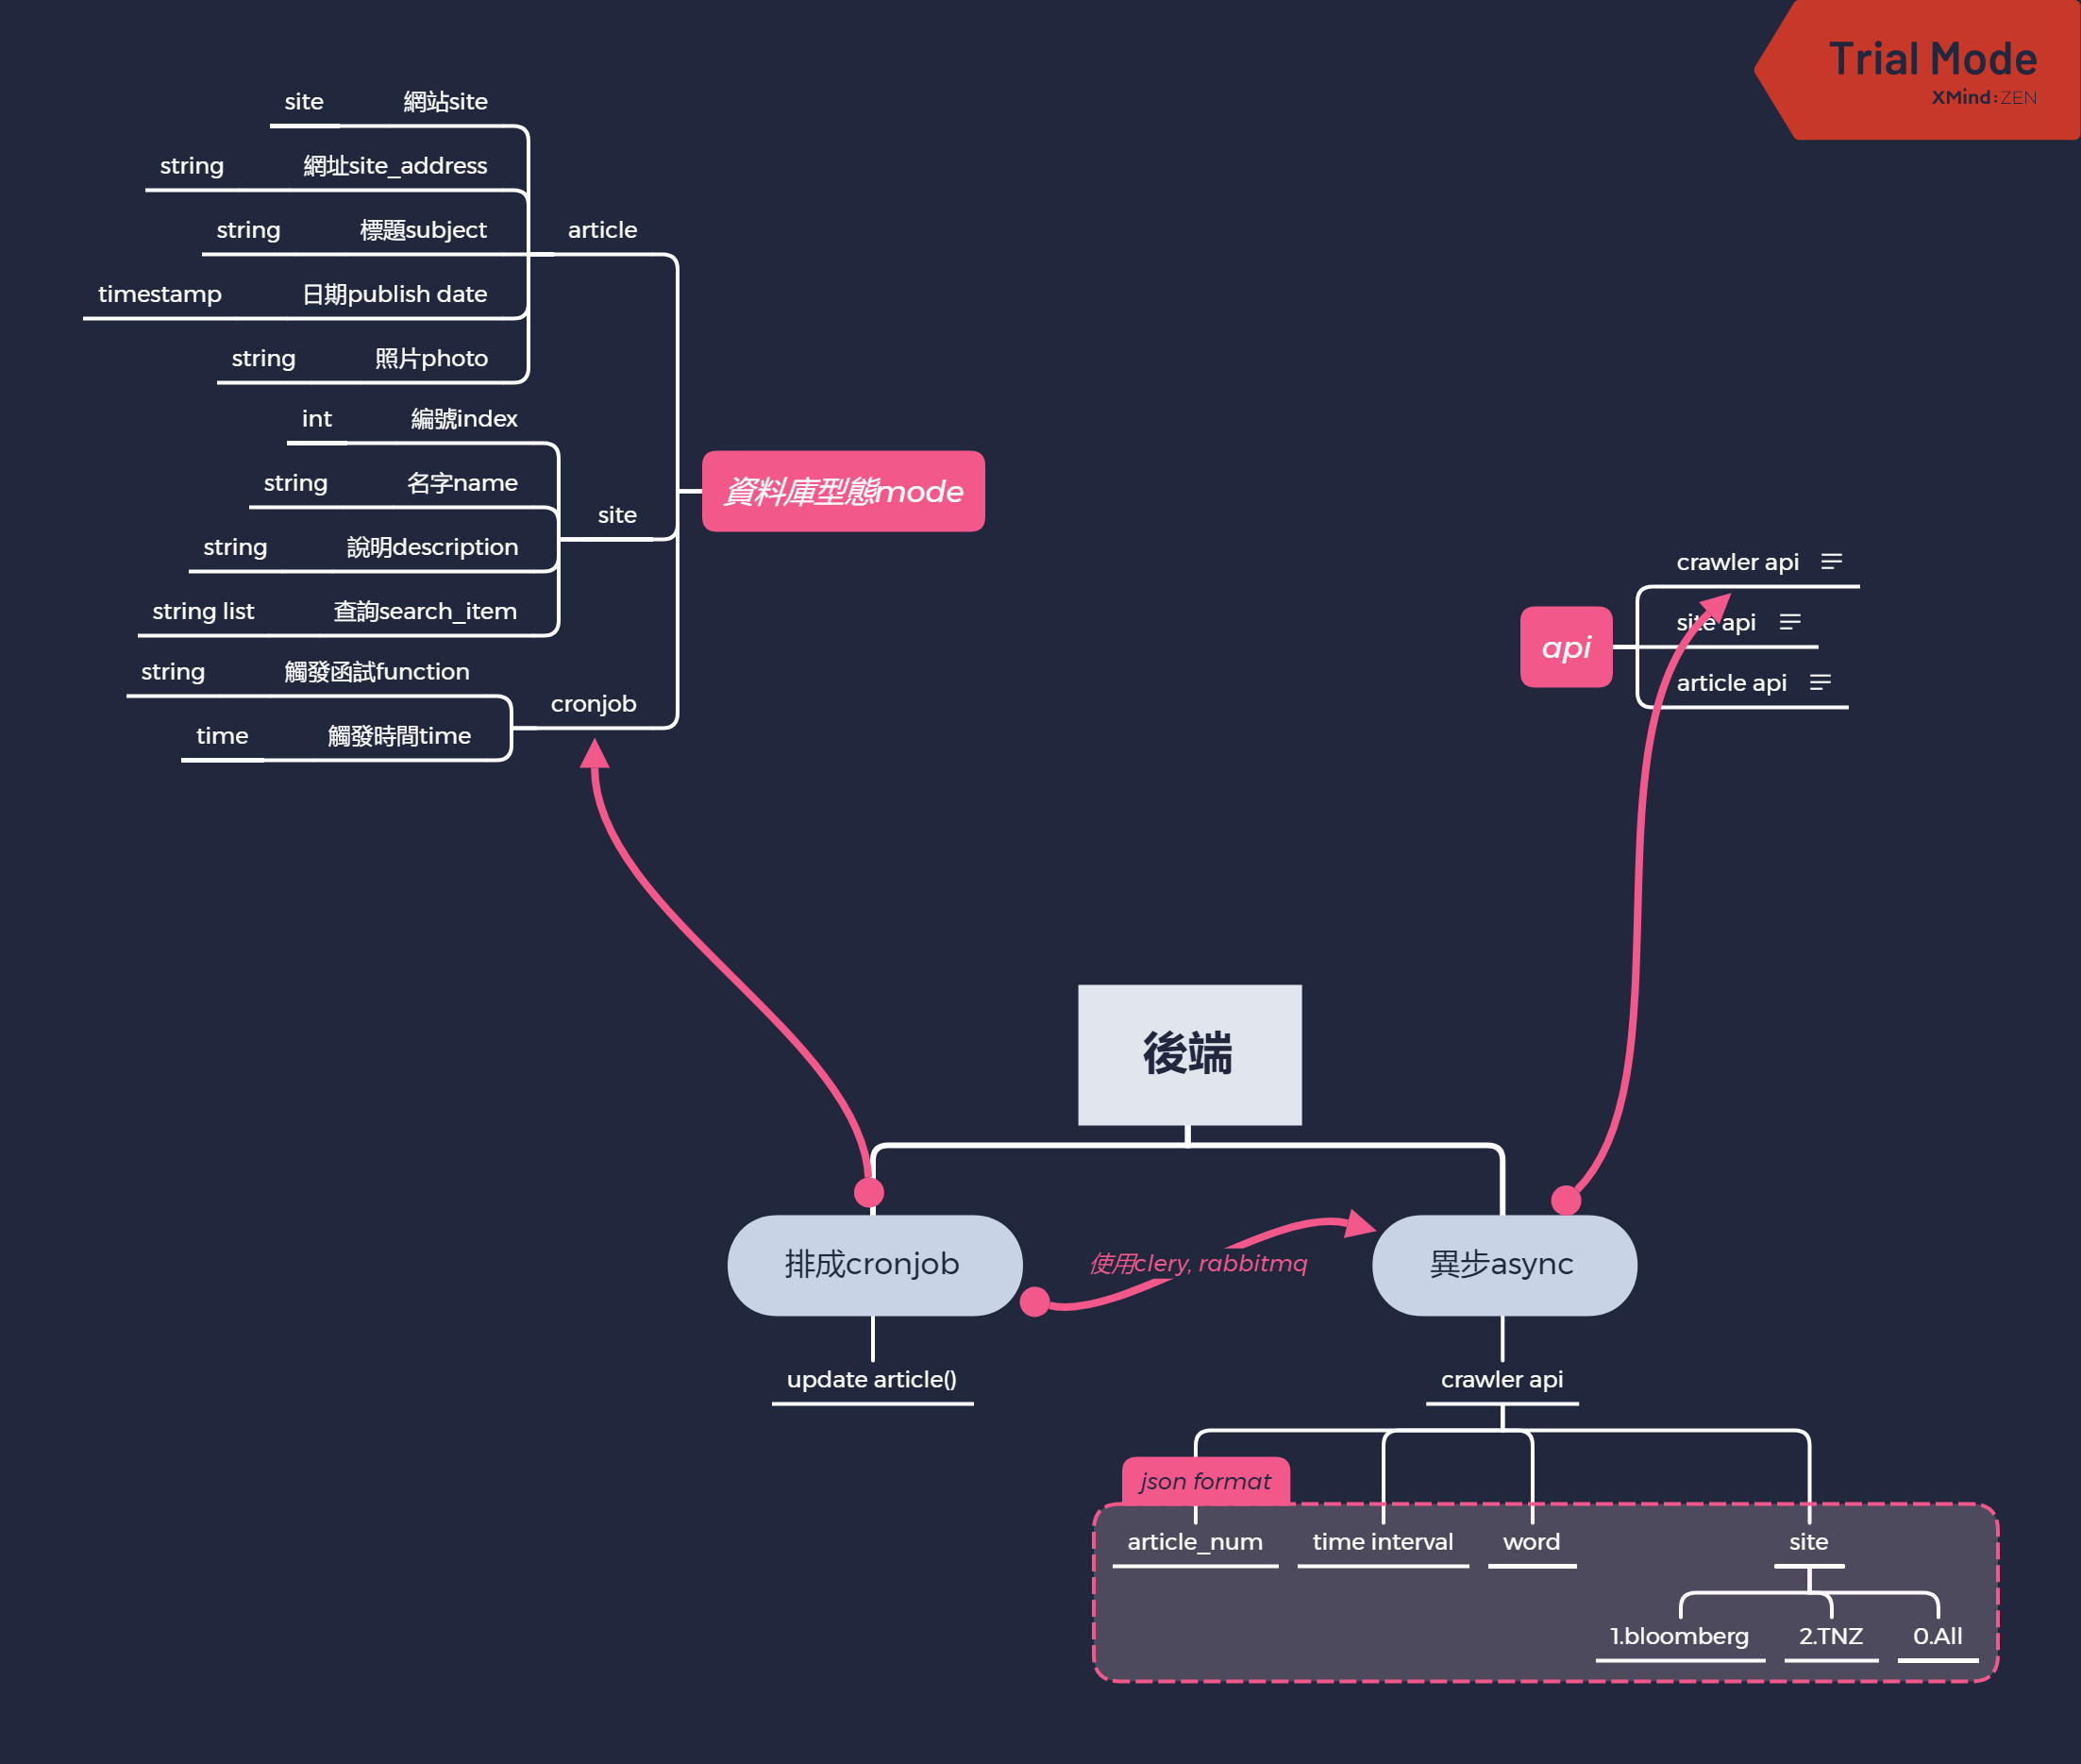 Trial Mode
XMind:ZEN
site 網站site
string 網址site_address
string 標題subject
timestamp 日期publish date
string 照片photo
article
int 編號index
string 名字name
string 說明description
string list 查詢search_item
site
string 觸發函試function
time 觸發時間time
cronjob
資料庫型態mode
api
crawler api
site api
article api
後端
排成cronjob
使用clery, rabbitmq
異步async
update article()
crawler api
json format
article_num
time interval
word
site
1.bloomberg
2.TNZ
0.All